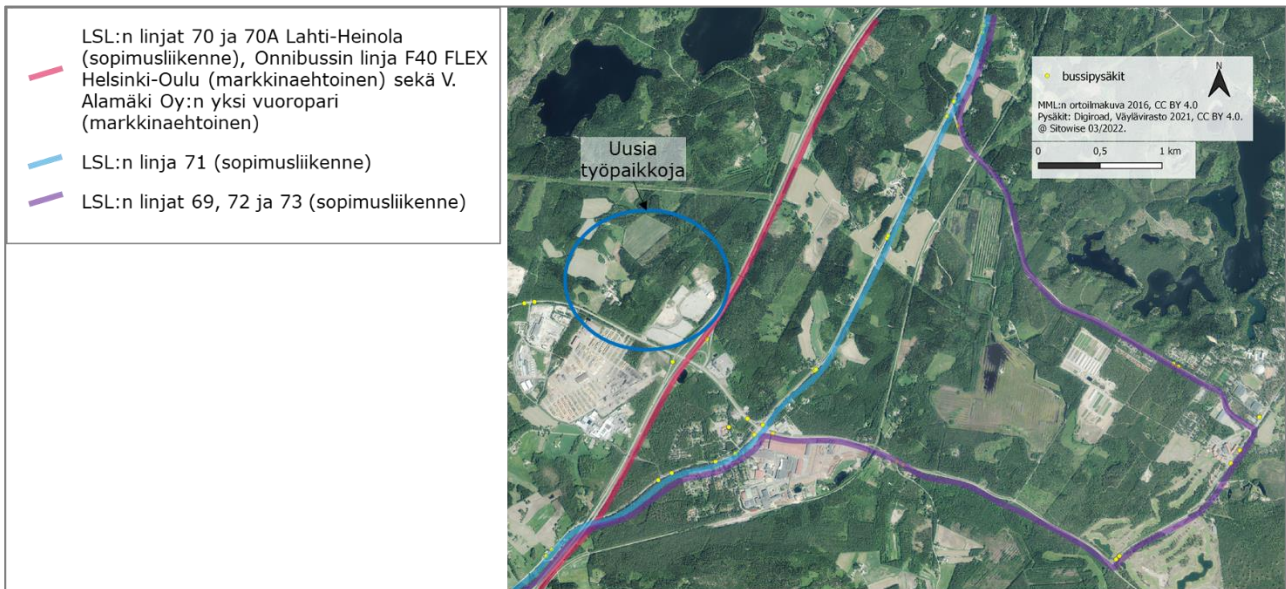 LSL:n linjat 70 ja 70A Lahti-Heinola
(sopimusliikenne), Onnibussin linja F40 FLEX
Helsinki-Oulu (markkinaehtoinen) sekä V.
Alamäki Oy:n yksi vuoropari
(markkinaehtoinen)
LSL:n linja 71 (sopimusliikenne)
LSL:n linjat 69, 72 ja 73 (sopimusliikenne)
Uusia
työpaikkoja
bussipysäkit
N
MML:n ortoilmakuva 2016, CC BY 4.0
Pysäkit: Digiroad, Väylävirasto 2021, CC BY 4.0.
@ Sitowise 03/2022.
0 0,5 1 km